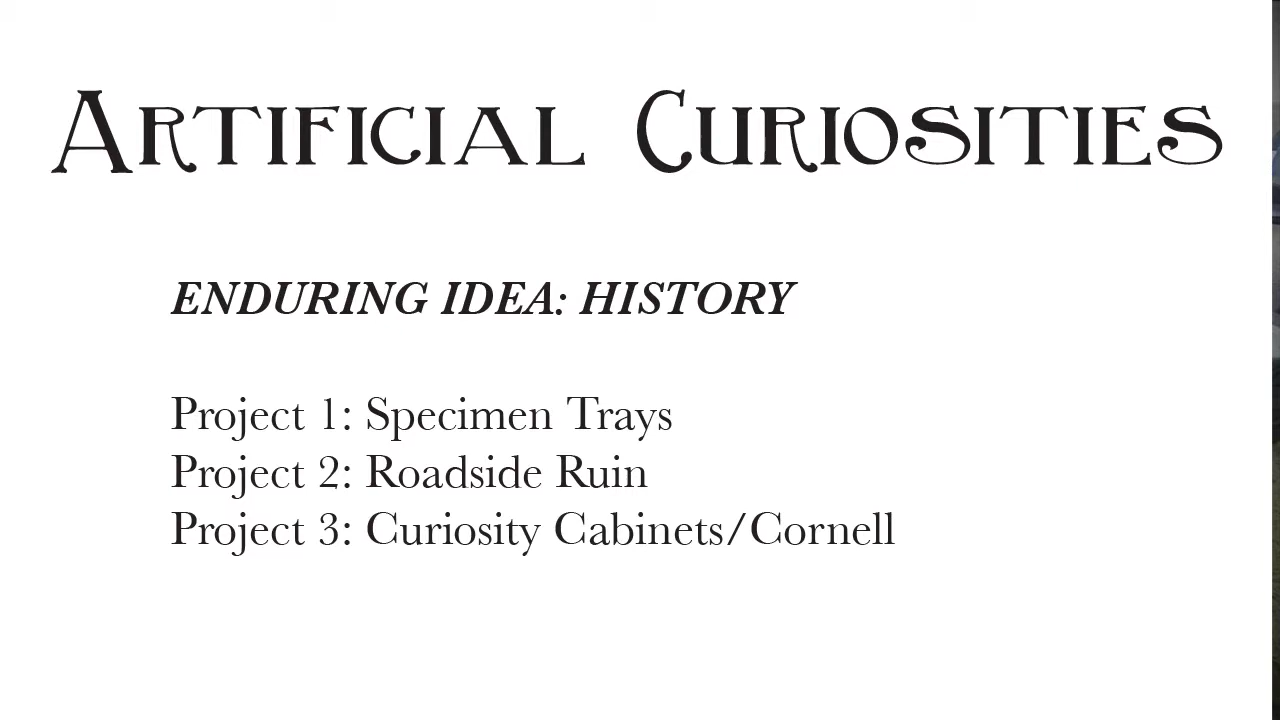 ARTIFICIAL CURIOSITIES
ENDURING IDEA: HISTORY
Project 1: Specimen Trays
Project 2: Roadside Ruin
Project 3: Curiosity Cabinets/Cornell